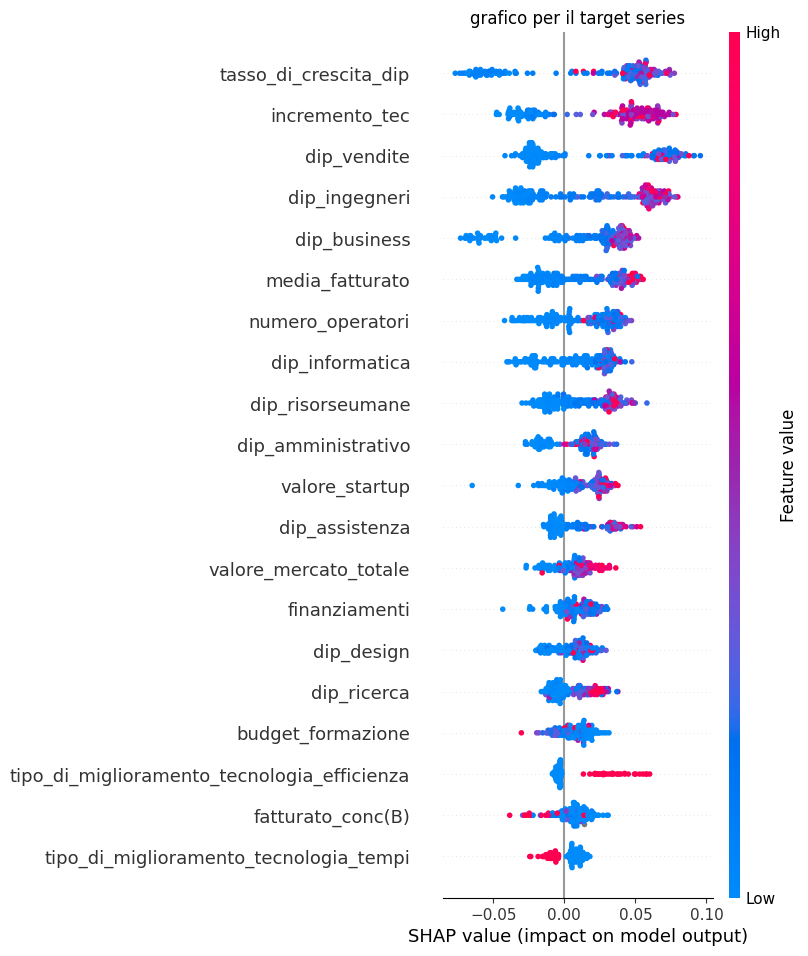 grafico per il target series
High
tasso_di_crescita_dip
incremento_tec
dip_vendite
dip_ingegneri
dip_business
media_fatturato
numero_operatori
dip_informatica
dip_risorseumane
dip_amministrativo
valore_startup
dip_assistenza
valore_mercato_totale
finanziamenti
dip_design
dip_ricerca
budget_formazione
tipo_di_miglioramento_tecnologia_efficienza
fatturato_conc(B)
tipo_di_miglioramento_tecnologia_tempi
Feature value
Low
−0.05 0.00 0.05 0.10
SHAP value (impact on model output)